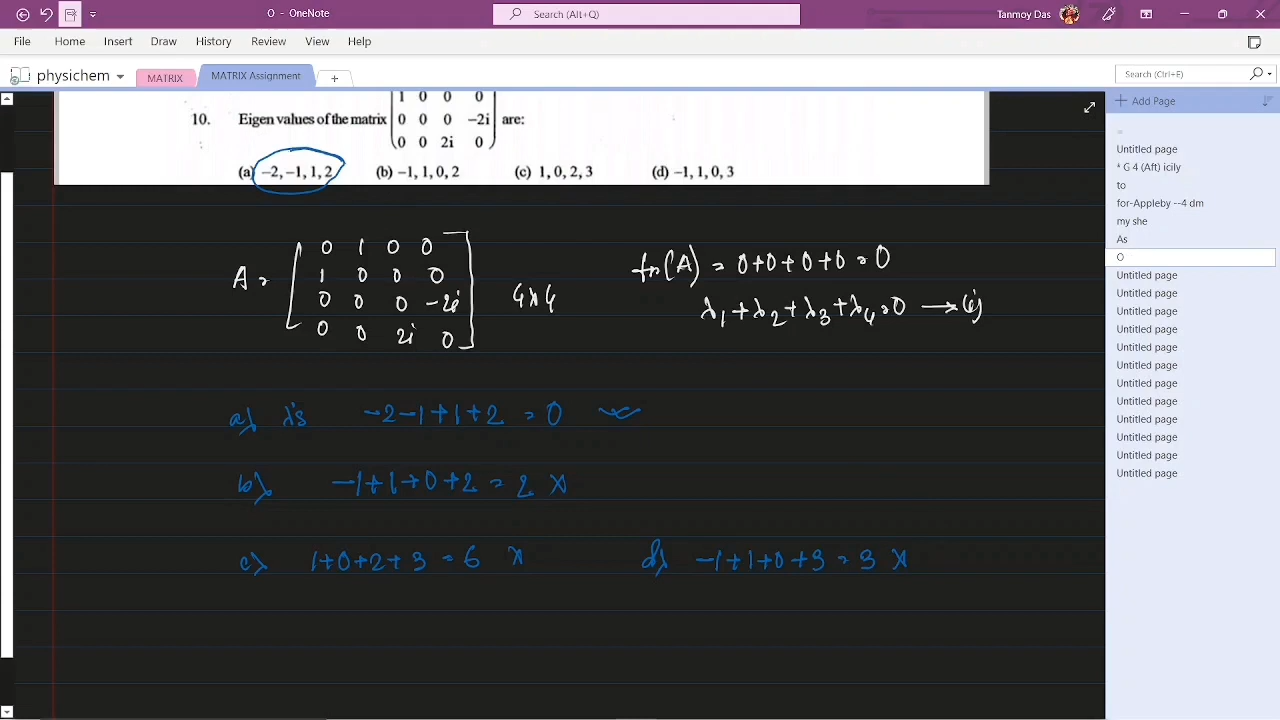 O - OneNote
Search (Alt+Q)
Tanmoy Das
File Home Insert Draw History Review View Help
physichem MATRIX MATRIX Assignment +
Search (Ctrl+E)
1 0 0 0
10. Eigen values of the matrix 0 0 0 −2i are:
0 0 2i 0
(a) −2, −1, 1, 2 (b) −1, 1, 0, 2 (c) 1, 0, 2, 3 (d) −1, 1, 0, 3
A = 0 1 0 0
1 0 0 0
0 0 0 -2i
0 0 2i 0
4x4
tr(A) = 0+0+0+0=0
λ1+λ2+λ3+λ4=0 → (i)
a) λ's -2-1+1+2 = 0
b) -1+1+0+2 = 2 x
c) 1+0+2+3 = 6 x
d) -1+1+0+3 = 3 x
Add Page
Untitled page
* G 4 (Aft) icily
to
for-Appleby --4 dm
my she
As
O
Untitled page
Untitled page
Untitled page
Untitled page
Untitled page
Untitled page
Untitled page
Untitled page
Untitled page
Untitled page
Untitled page
Untitled page